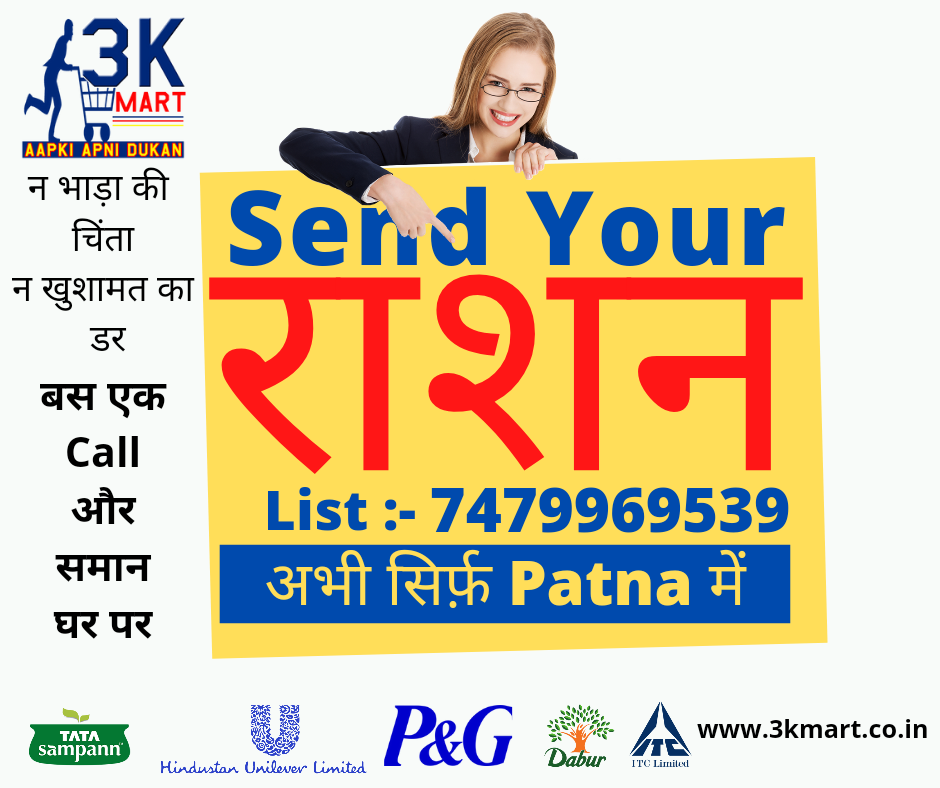 3K
MART
AAPKI APNI DUKAN
न भाड़ा की
चिंता
न खुशामत का
डर
बस एक
Call
और
समान
घर पर
Send Your
राशन
List :- 7479969539
अभी सिर्फ़ Patna में
TATA
sampann
Hindustan Unilever Limited
P&G
Dabur
ITC Limited
www.3kmart.co.in